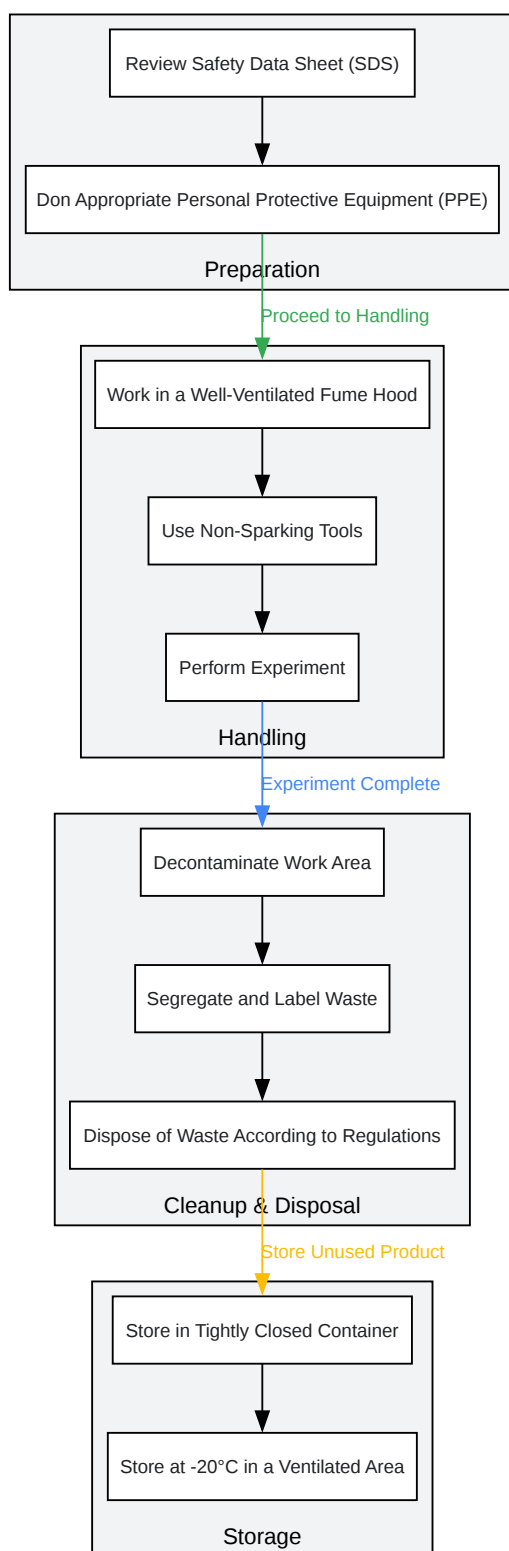 Review Safety Data Sheet (SDS)
Don Appropriate Personal Protective Equipment (PPE)
Preparation
Proceed to Handling
Work in a Well-Ventilated Fume Hood
Use Non-Sparking Tools
Perform Experiment
Handling
Experiment Complete
Decontaminate Work Area
Segregate and Label Waste
Dispose of Waste According to Regulations
Cleanup & Disposal
Store Unused Product
Store in Tightly Closed Container
Store at -20°C in a Ventilated Area
Storage